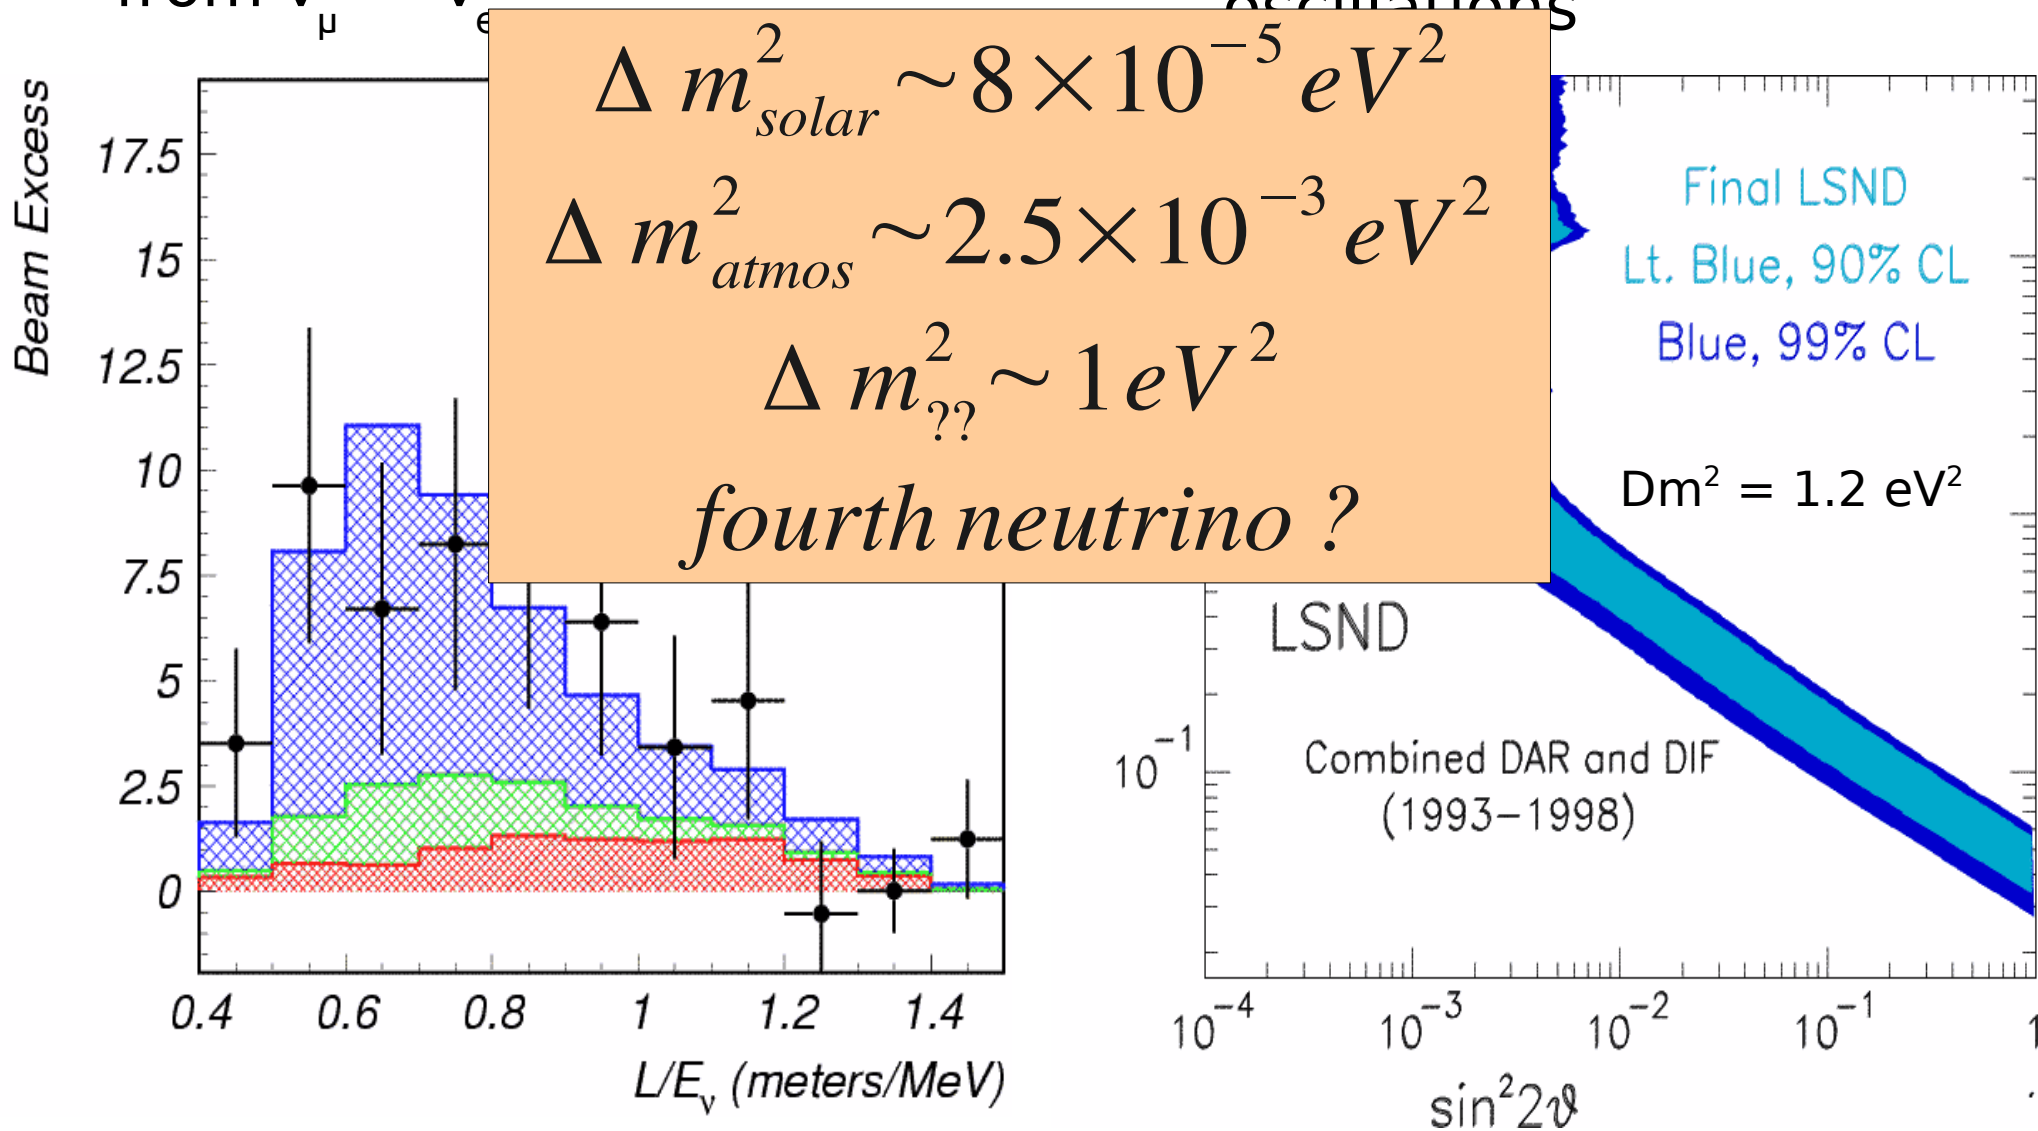 μ e
oscillations
Δ m²solar ~ 8×10⁻⁵ eV²
Δ m²atmos ~ 2.5×10⁻³ eV²
Δ m²?? ~ 1 eV²
fourth neutrino ?
Beam Excess
17.5
15
12.5
10
7.5
5
2.5
0
0.4 0.6 0.8 1 1.2 1.4
L/Eν (meters/MeV)
Final LSND
Lt. Blue, 90% CL
Blue, 99% CL
Dm² = 1.2 eV²
LSND
10⁻¹
Combined DAR and DIF
(1993–1998)
10⁻⁴ 10⁻³ 10⁻² 10⁻¹ 1
sin²2ϑ